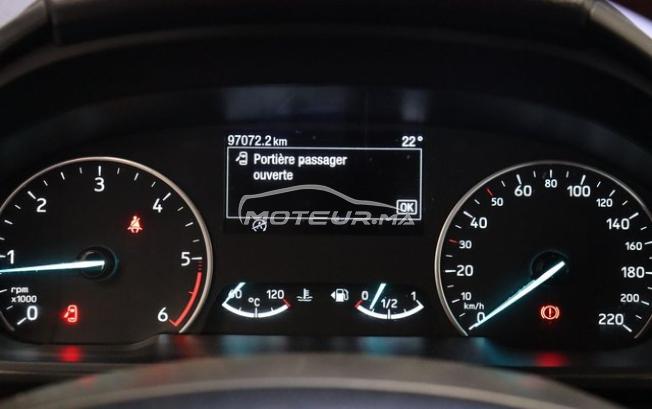 97072.2 km 22°
Portière passager
ouverte
OK
MOTEUR.MA
0 1 2 3 4 5 6
rpm
x1000
60 °C 120
0 1/2 1
0 10 20 30 40 50 60 80 100 120 140 160 180 200 220
km/h